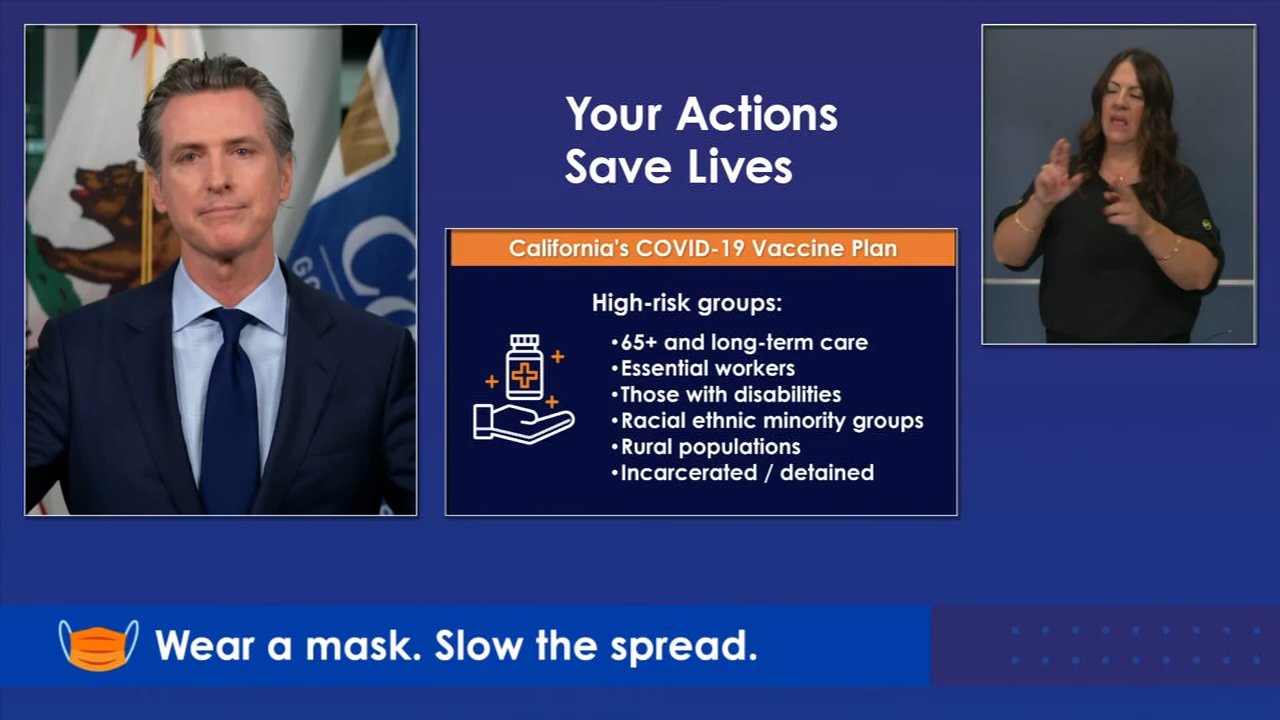 Your Actions
Save Lives
California's COVID-19 Vaccine Plan
High-risk groups:
•65+ and long-term care
•Essential workers
•Those with disabilities
•Racial ethnic minority groups
•Rural populations
•Incarcerated / detained
Wear a mask. Slow the spread.